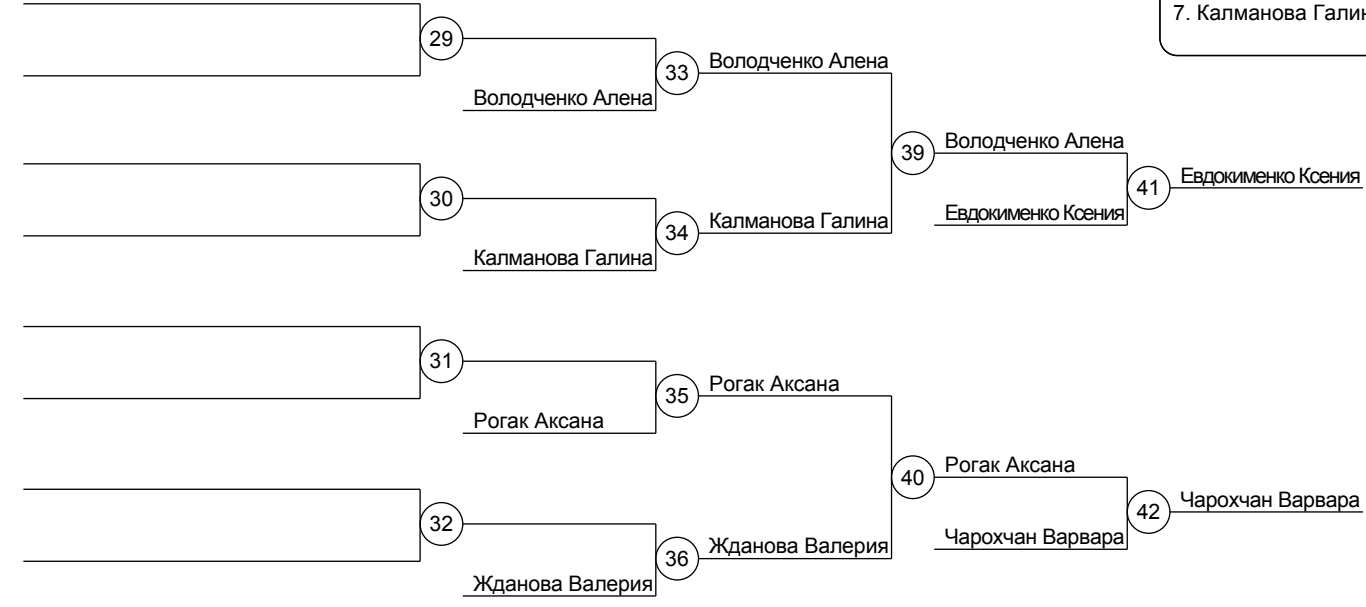 7. Калманова Галин
29
Володченко Алена
33
Володченко Алена
39
Володченко Алена
41
Евдокименко Ксения
Евдокименко Ксения
30
34
Калманова Галина
Калманова Галина
31
35
Рогак Аксана
Рогак Аксана
40
Рогак Аксана
42
Чарохчан Варвара
Чарохчан Варвара
32
36
Жданова Валерия
Жданова Валерия